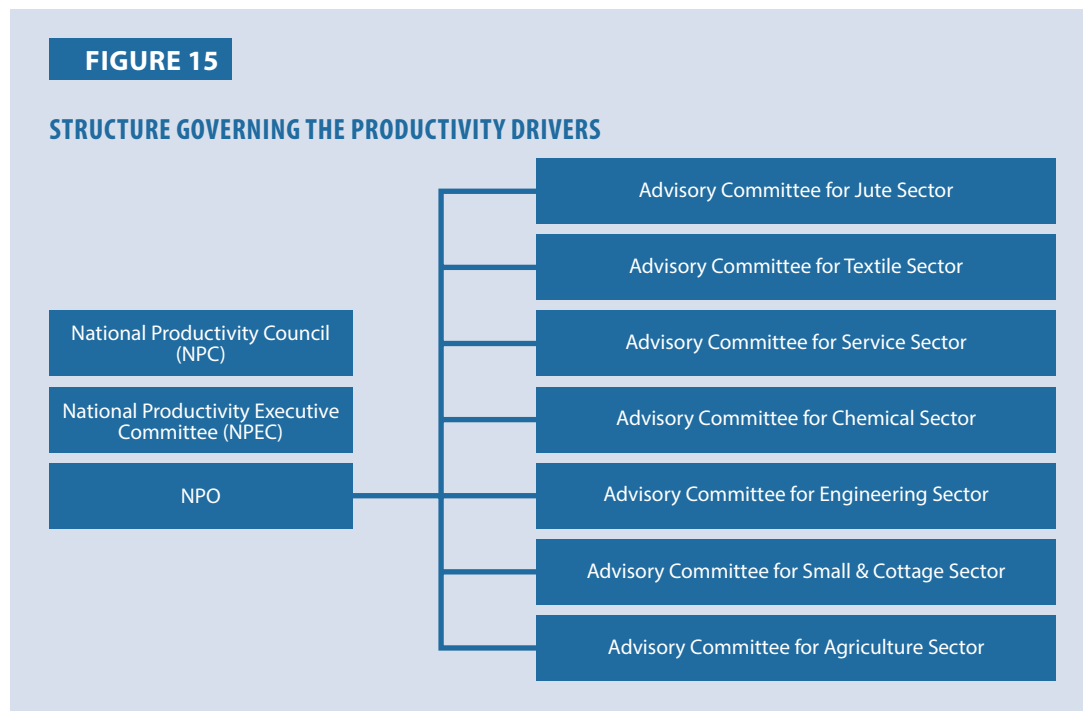 FIGURE 15
STRUCTURE GOVERNING THE PRODUCTIVITY DRIVERS
National Productivity Council
(NPC)
National Productivity Executive
Committee (NPEC)
NPO
Advisory Committee for Jute Sector
Advisory Committee for Textile Sector
Advisory Committee for Service Sector
Advisory Committee for Chemical Sector
Advisory Committee for Engineering Sector
Advisory Committee for Small & Cottage Sector
Advisory Committee for Agriculture Sector